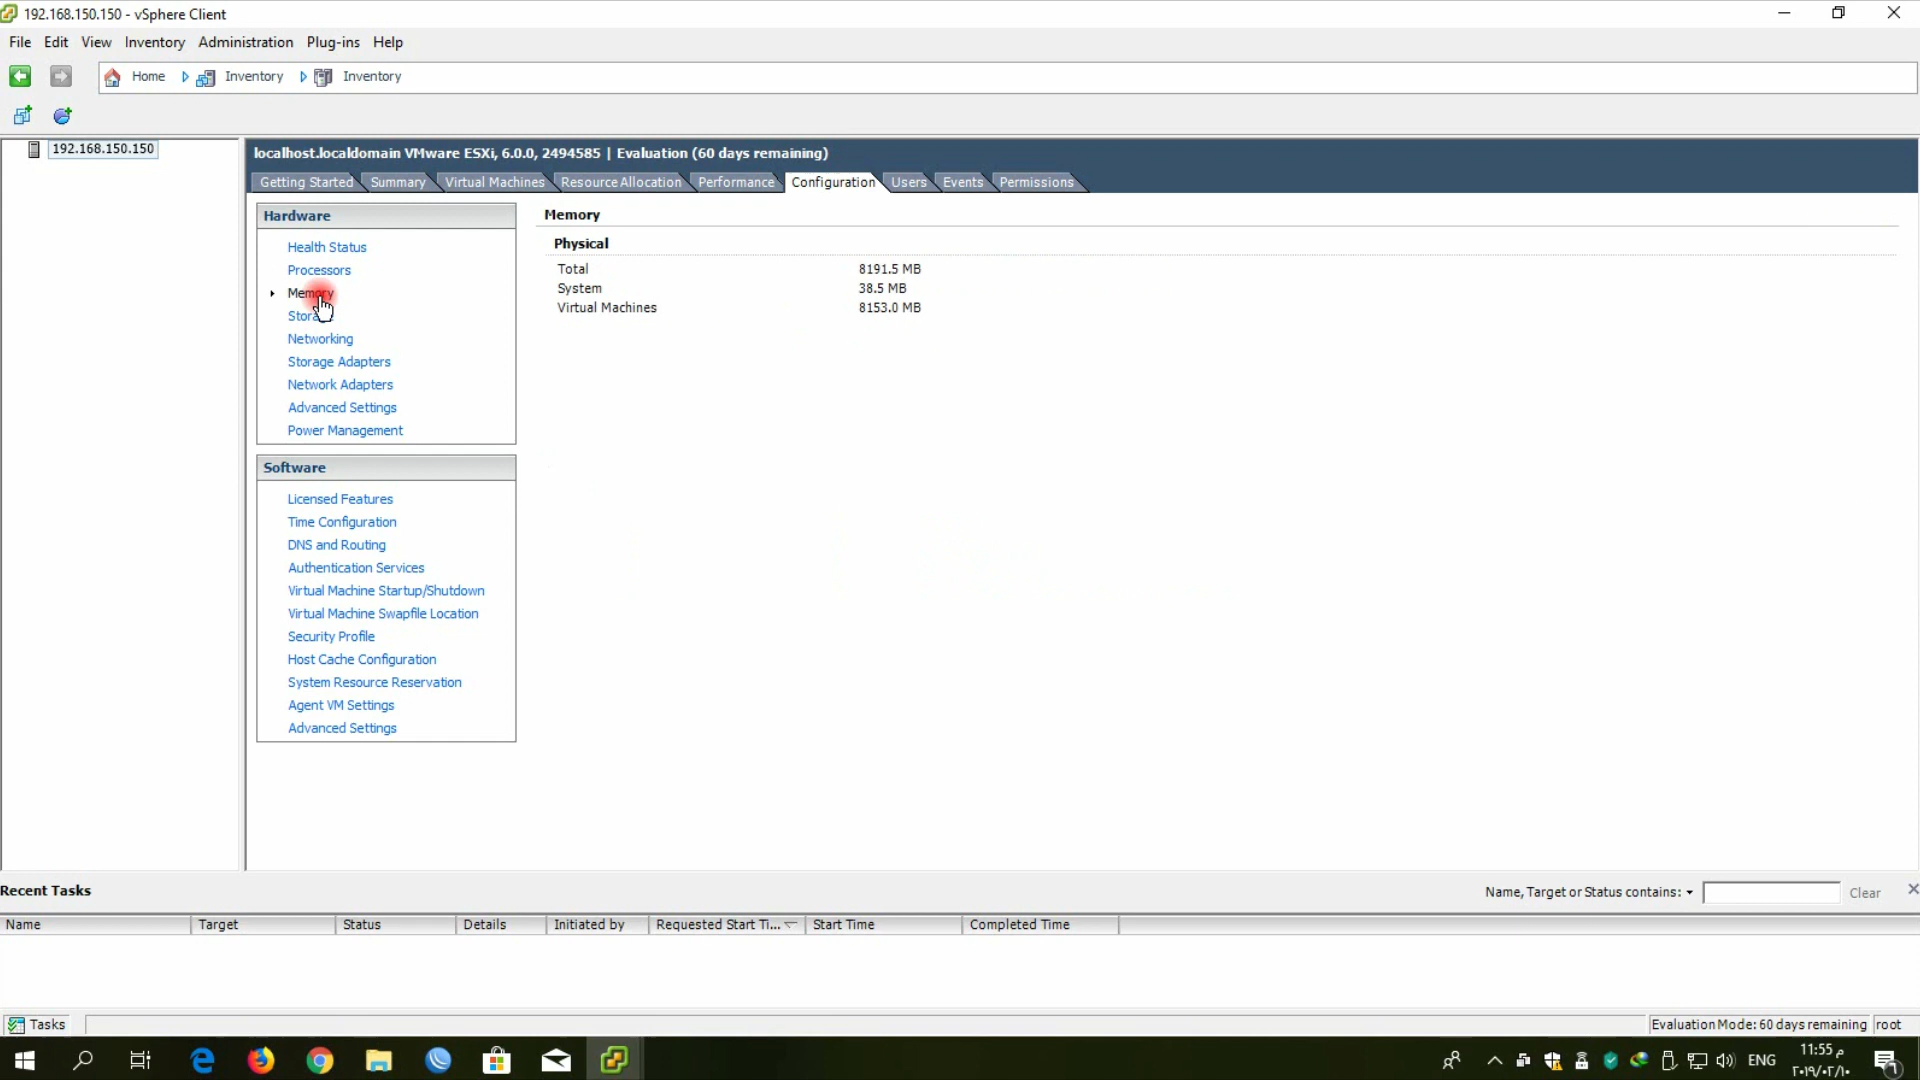 192.168.150.150 - vSphere Client
File Edit View Inventory Administration Plug-ins Help
Home Inventory Inventory
192.168.150.150
localhost.localdomain VMware ESXi, 6.0.0, 2494585 | Evaluation (60 days remaining)
Getting Started Summary Virtual Machines Resource Allocation Performance Configuration Users Events Permissions
Hardware
Health Status
Processors
Memory
Networking
Storage Adapters
Network Adapters
Advanced Settings
Power Management
Software
Licensed Features
Time Configuration
DNS and Routing
Authentication Services
Virtual Machine Startup/Shutdown
Virtual Machine Swapfile Location
Security Profile
Host Cache Configuration
System Resource Reservation
Agent VM Settings
Advanced Settings
Memory
Physical
Total 8191.5 MB
System 38.5 MB
Virtual Machines 8153.0 MB
Recent Tasks
Name, Target or Status contains: Clear
Name Target Status Details Initiated by Requested Start Ti... Start Time Completed Time
Tasks
Evaluation Mode: 60 days remaining root
ENG
11:55 م
٢٠١٩/٠٢/١٠